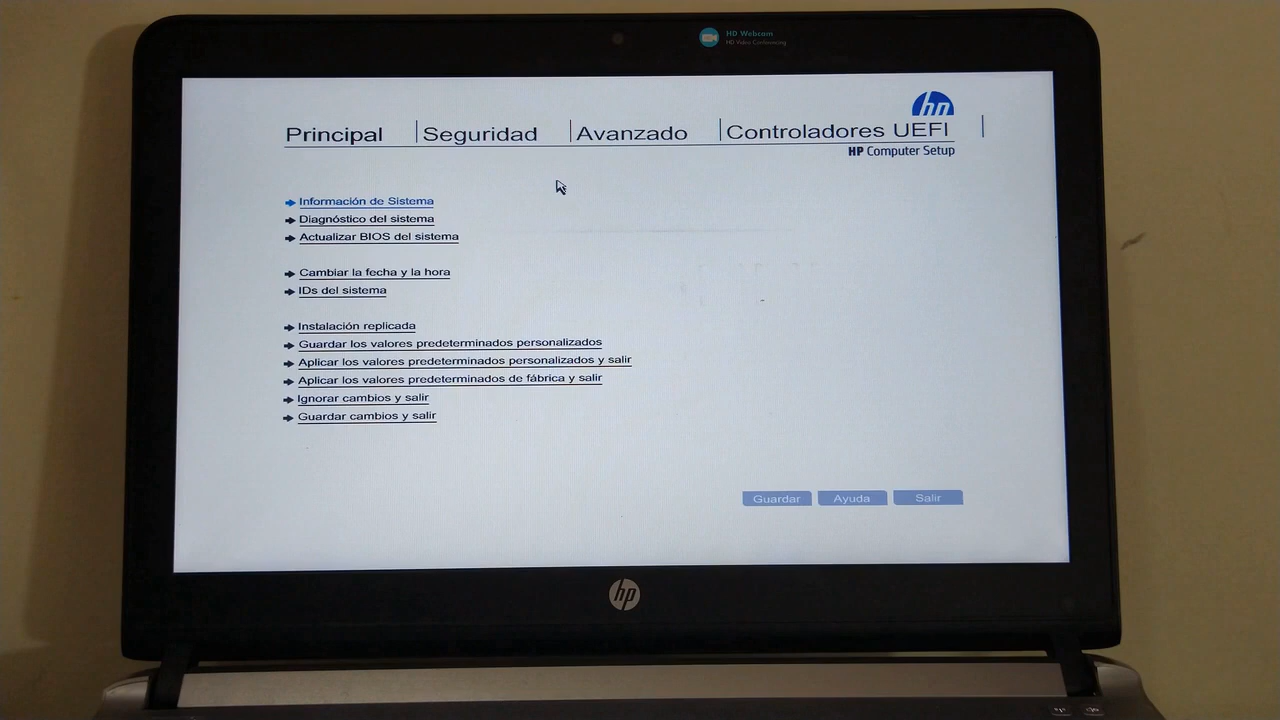 HD Webcam
HD Video Conferencing
hp
Principal
Seguridad
Avanzado
Controladores UEFI
HP Computer Setup
Información de Sistema
Diagnóstico del sistema
Actualizar BIOS del sistema
Cambiar la fecha y la hora
IDs del sistema
Instalación replicada
Guardar los valores predeterminados personalizados
Aplicar los valores predeterminados personalizados y salir
Aplicar los valores predeterminados de fábrica y salir
Ignorar cambios y salir
Guardar cambios y salir
Guardar
Ayuda
Salir
hp